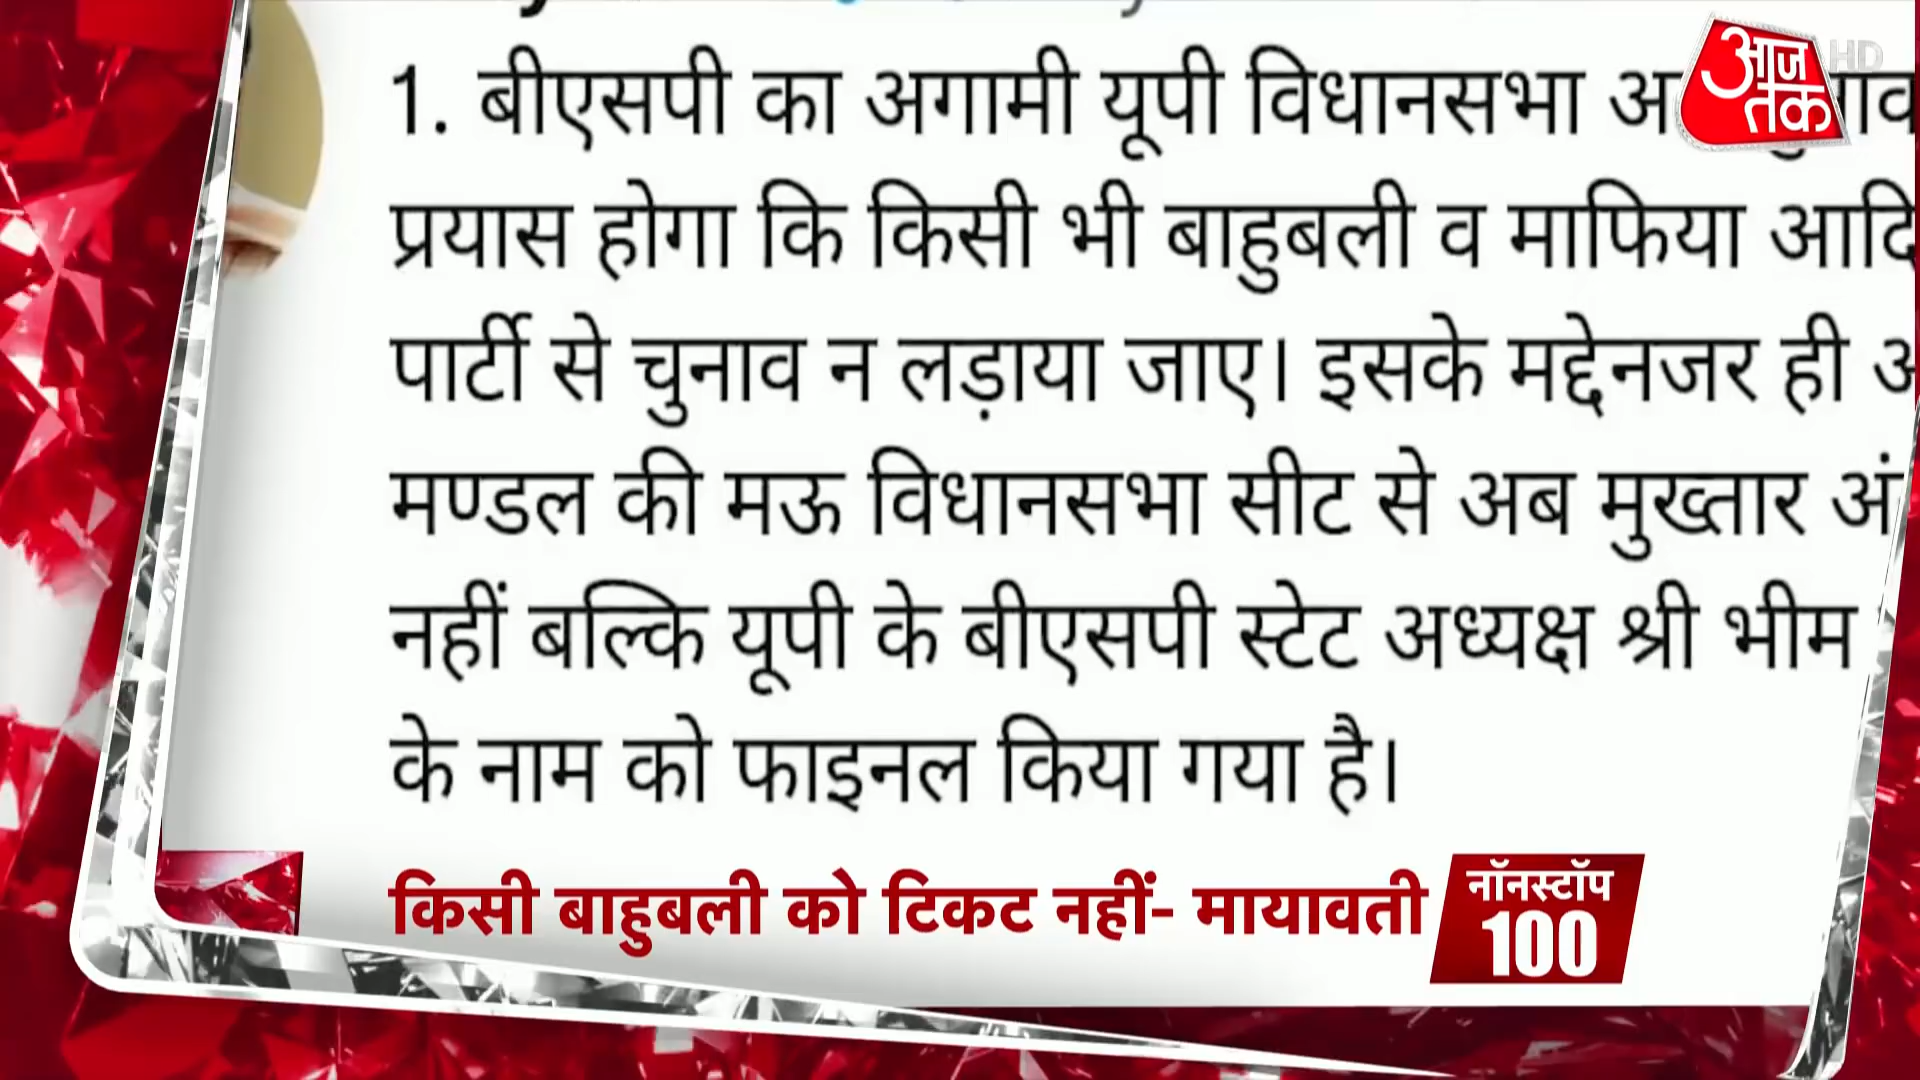 आज तक HD
1. बीएसपी का अगामी यूपी विधानसभा
प्रयास होगा कि किसी भी बाहुबली व माफिया आदि
पार्टी से चुनाव न लड़ाया जाए। इसके मद्देनजर ही
मण्डल की मऊ विधानसभा सीट से अब मुख्तार
नहीं बल्कि यूपी के बीएसपी स्टेट अध्यक्ष श्री भीम
के नाम को फाइनल किया गया है।
किसी बाहुबली को टिकट नहीं- मायावती
नॉनस्टॉप
100